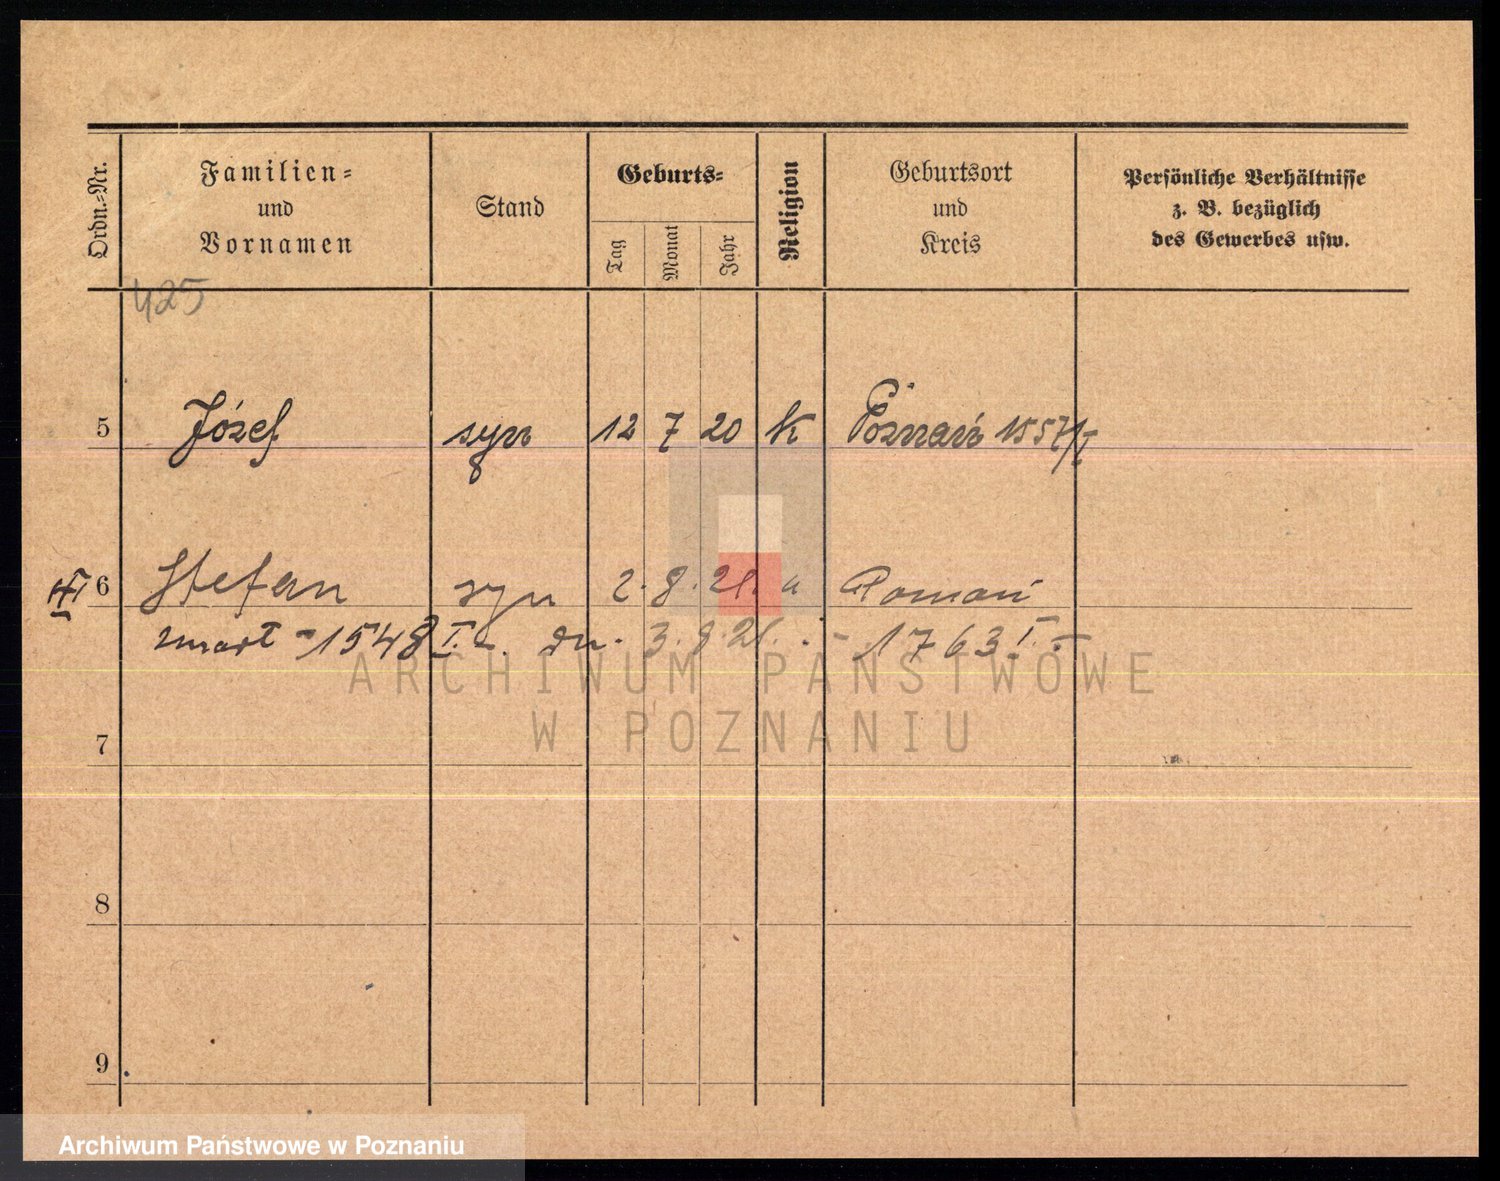 Ordn.-Nr.
Familien-
und
Vornamen
Stand
Geburts-
Tag
Monat
Jahr
Religion
Geburtsort
und
Kreis
Persönliche Verhältnisse
z. B. bezüglich
des Gewerbes usw.
425
5 Józef syn 12 7 20 K Poznań 1557/I
6 Stefan syn 2. 8. 21. Poznań
zmarł - 1548 I. - dn. 3. 8. 21. - 1763 I. -
ARCHIWUM PAŃSTWOWE
W POZNANIU
7
8
9
Archiwum Państwowe w Poznaniu